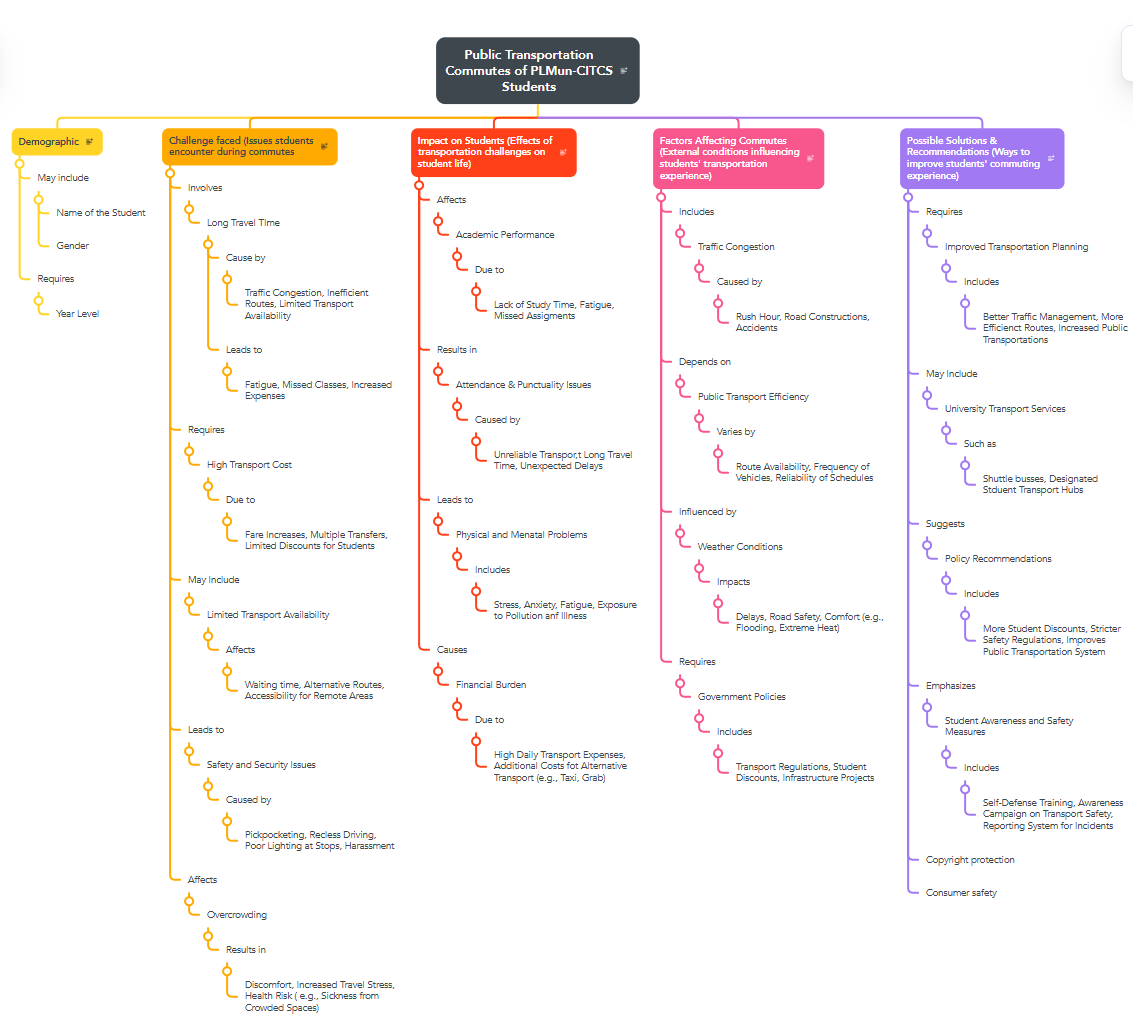 Public Transportation
Commutes of PLMun-CITCS
Students
Demographic
May include
Name of the Student
Gender
Requires
Year Level
Challenge faced (Issues stduents
encounter during commutes
Involves
Long Travel TIme
Cause by
Traffic Congestion, Inefficient
Routes, Limited Transport
Availability
Leads to
Fatigue, Missed Classes, Increased
Expenses
Requires
High Transport Cost
Due to
Fare Increases, Multiple Transfers,
Limited Discounts for Students
May Include
Limited Transport Availability
Affects
Waiting time, Alternative Routes,
Accessibility for Remote Areas
Leads to
Safety and Security Issues
Caused by
Pickpocketing, Recless Driving,
Poor Lighting at Stops, Harassment
Affects
Overcrowding
Results in
Discomfort, Increased Travel Stress,
Health Risk ( e.g., Sickness from
Crowded Spaces)
Impact on Students (Effects of
transportation challenges on
student life)
Affects
Academic Performance
Due to
Lack of Study Time, Fatigue,
Missed Assigments
Results in
Attendance & Punctuality Issues
Caused by
Unreliable Transpor,t Long Travel
Time, Unexpected Delays
Leads to
Physical and Menatal Problems
Includes
Stress, Anxiety, Fatigue, Exposure
to Pollution anf Illness
Causes
Financial Burden
Due to
High Daily Transport Expenses,
Additional Costs fot Alternative
Transport (e.g., Taxi, Grab)
Factors Affecting Commutes
(External conditions influencing
students' transportation
experience)
Includes
Traffic Congestion
Caused by
Rush Hour, Road Constructions,
Accidents
Depends on
Public Transport Efficiency
Varies by
Route Availability, Frequency of
Vehicles, Reliability of Schedules
Influenced by
Weather Conditions
Impacts
Delays, Road Safety, Comfort (e.g.,
Flooding, Extreme Heat)
Requires
Government Policies
Includes
Transport Regulations, Student
Discounts, Infrastructure Projects
Possible Solutions &
Recommendations (Ways to
improve students' commuting
experience)
Requires
Improved Transportation Planning
Includes
Better Traffic Management, More
Efficienct Routes, Increased Public
Transportations
May Include
University Transport Services
Such as
Shuttle busses, Designated
Stduent Transport Hubs
Suggests
Policy Recommendations
Includes
More Student Discounts, Stricter
Safety Regulations, Improves
Public Transportation System
Emphasizes
Student Awareness and Safety
Measures
Includes
Self-Defense Training, Awareness
Campaign on Transport Safety,
Reporting System for Incidents
Copyright protection
Consumer safety